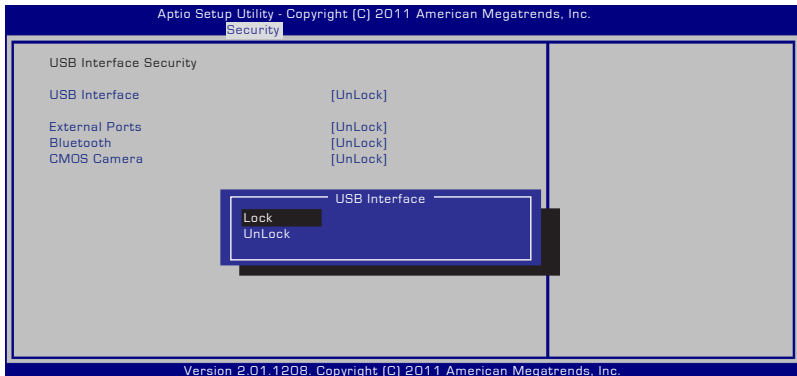 Aptio Setup Utility - Copyright (C) 2011 American Megatrends, Inc.
Security
USB Interface Security
USB Interface [UnLock]
External Ports [UnLock]
Bluetooth [UnLock]
CMOS Camera [UnLock]
USB Interface
Lock
UnLock
Version 2.01.1208. Copyright (C) 2011 American Megatrends, Inc.